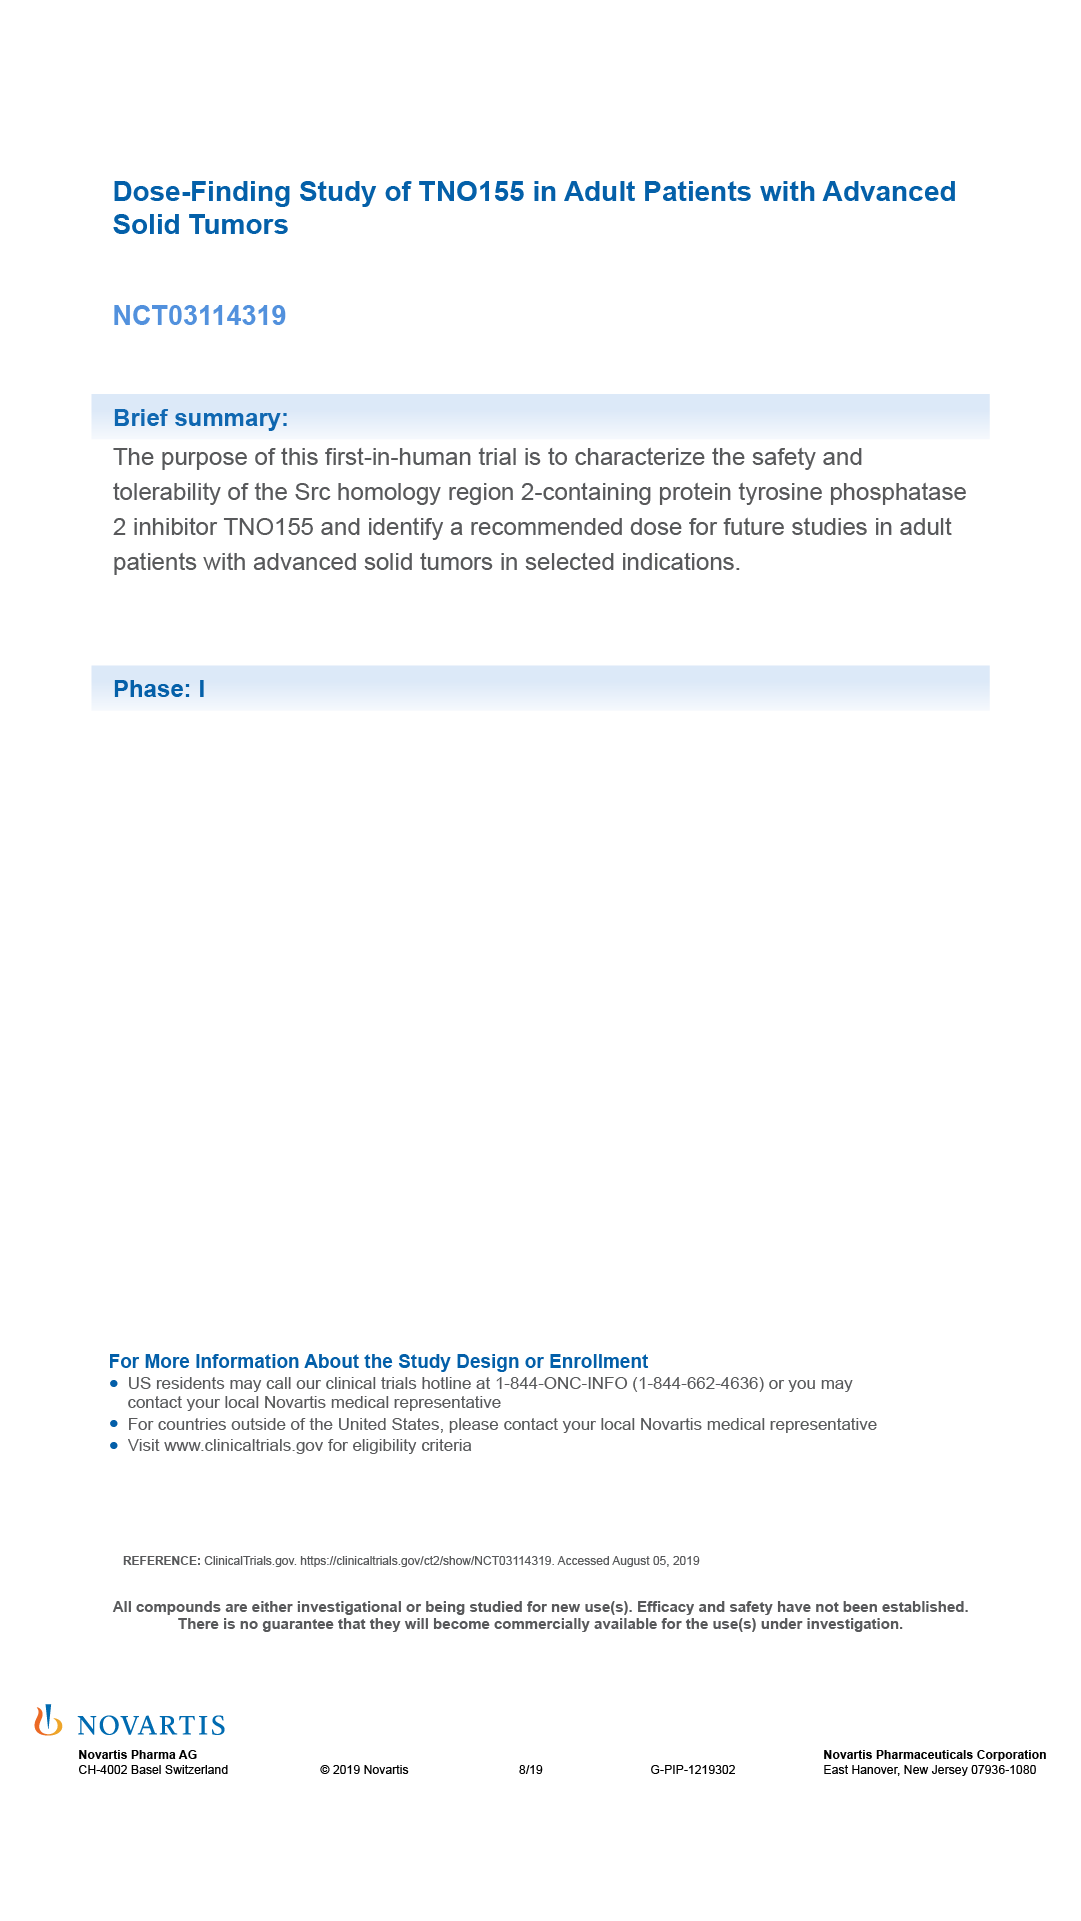 Dose-Finding Study of TNO155 in Adult Patients with Advanced
Solid Tumors
NCT03114319
Brief summary:
The purpose of this first-in-human trial is to characterize the safety and
tolerability of the Src homology region 2-containing protein tyrosine phosphatase
2 inhibitor TNO155 and identify a recommended dose for future studies in adult
patients with advanced solid tumors in selected indications.
Phase: I
For More Information About the Study Design or Enrollment
● US residents may call our clinical trials hotline at 1-844-ONC-INFO (1-844-662-4636) or you may
contact your local Novartis medical representative
● For countries outside of the United States, please contact your local Novartis medical representative
● Visit www.clinicaltrials.gov for eligibility criteria
REFERENCE: ClinicalTrials.gov. https://clinicaltrials.gov/ct2/show/NCT03114319. Accessed August 05, 2019
All compounds are either investigational or being studied for new use(s). Efficacy and safety have not been established.
There is no guarantee that they will become commercially available for the use(s) under investigation.
NOVARTIS
Novartis Pharma AG
CH-4002 Basel Switzerland
© 2019 Novartis
8/19
G-PIP-1219302
Novartis Pharmaceuticals Corporation
East Hanover, New Jersey 07936-1080